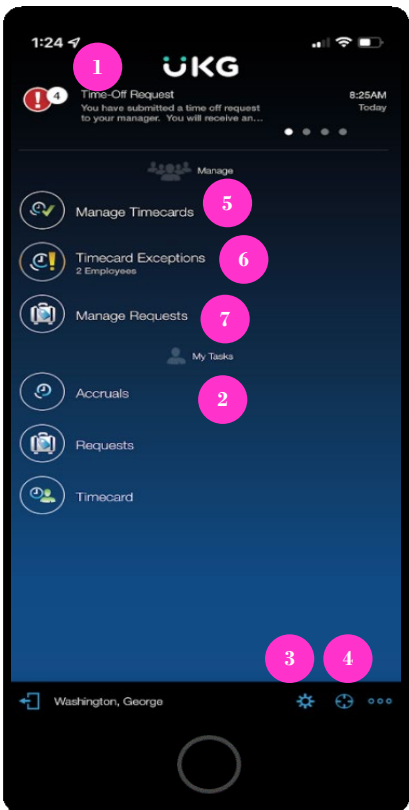 1:24
1
UKG
4
Time-Off Request
8:25AM
You have submitted a time off request
Today
to your manager. You will receive an...
Manage
Manage Timecards
5
Timecard Exceptions
6
2 Employees
Manage Requests
7
My Tasks
Accruals
2
Requests
Timecard
3
4
Washington, George